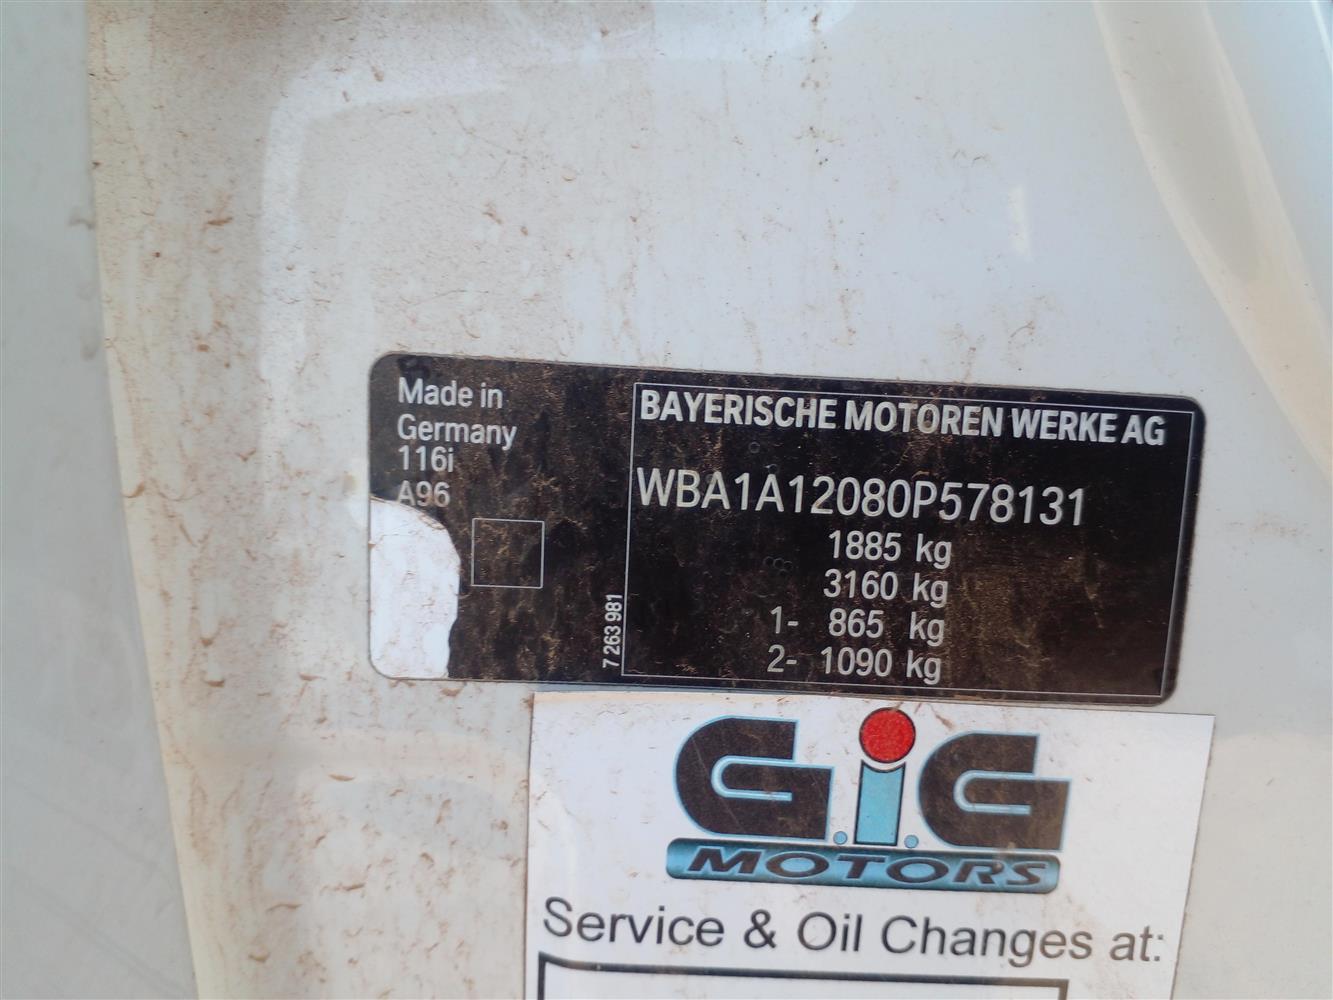 Made in
Germany
116i
A96
7 263 981
BAYERISCHE MOTOREN WERKE AG
WBA1A12080P578131
1885 kg
3160 kg
1- 865 kg
2- 1090 kg
G.i.G
MOTORS
Service & Oil Changes at: